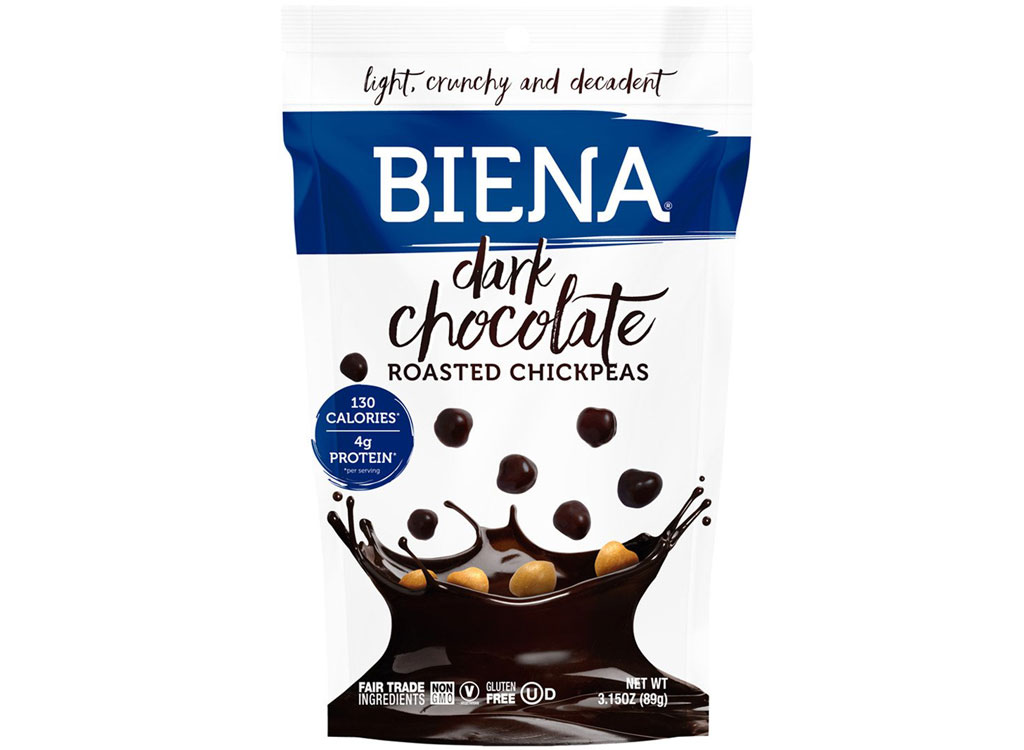 light, crunchy and decadent
BIENA®
dark
chocolate
ROASTED CHICKPEAS
130
CALORIES*
4g
PROTEIN*
*per serving
FAIR TRADE
INGREDIENTS
NON
GMO
V
GLUTEN
FREE
U D
NET WT
3.15OZ (89g)